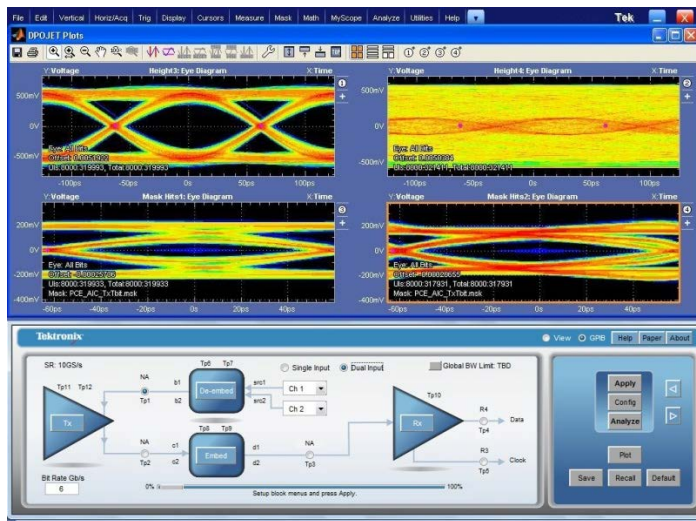 File Edit Vertical Horiz/Acq Trig Display Cursors Measure Mask Math MyScope Analyze Utilities Help Tek
DPOJET Plots
Y:Voltage Height3: Eye Diagram X:Time
500mV
0V
-500mV
Eye: All Bits
UIs:8000:319993, Total:8000:319993
-100ps -50ps 0s 50ps 100ps
Y:Voltage Height4: Eye Diagram X:Time
500mV
0V
-500mV
Eye: All Bits
-100ps -50ps 0s 50ps 100ps
Y:Voltage Mask Hits1: Eye Diagram X:Time
200mV
0V
-200mV
-400mV
Eye: All Bits
UIs:8000:319933, Total:8000:319933
Mask: PCE_AIC_TxTbit.msk
-60ps -40ps -20ps 0s 20ps 40ps
Y:Voltage Mask Hits2: Eye Diagram X:Time
200mV
0V
-200mV
-400mV
Eye: All Bits
Offset: 0.00020655
UIs:8000:317931, Total:8000:317931
Mask: PCE_AIC_TxTbit.msk
-60ps -40ps -20ps 0s 20ps 40ps
Tektronix View GPIB Help Paper About
SR: 10GS/s
Tp11 Tp12
Tx
NA
Tp1
b1
b2
Tp6 Tp7
De-embed
src1
src2
Single Input Dual Input
Ch 1
Ch 2
Global BW Limit: TBD
NA
Tp2
c1
c2
Tp8 Tp9
Embed
d1
d2
NA
Tp3
Tp10
Rx
R4
Tp4
Data
R3
Tp5
Clock
Bit Rate Gb/s
6
0% 100%
Setup block menus and press Apply.
Apply
Config
Analyze
Plot
Save Recall Default